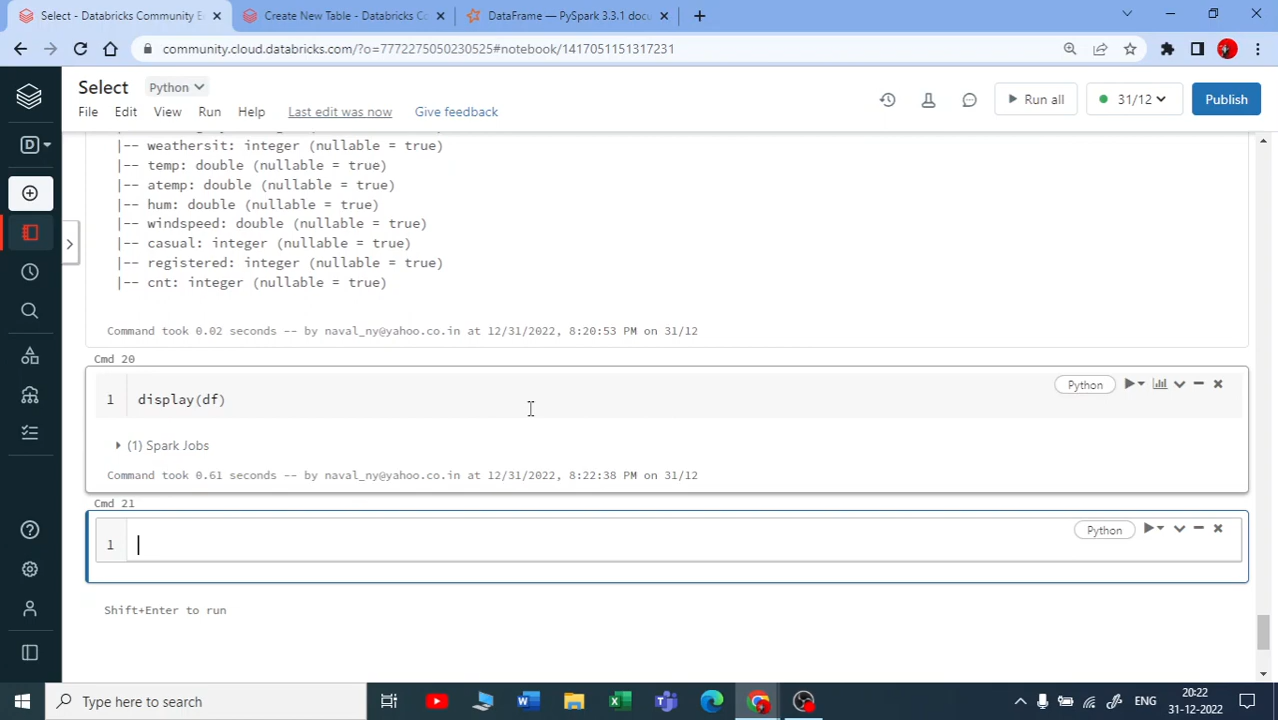 Select - Databricks Community E
Create New Table - Databricks Co
DataFrame — PySpark 3.3.1 docu
community.cloud.databricks.com/?o=7772275050230525#notebook/1417051151317231
Select Python
File Edit View Run Help Last edit was now Give feedback
Run all 31/12 Publish
D
|-- weathersit: integer (nullable = true)
|-- temp: double (nullable = true)
|-- atemp: double (nullable = true)
|-- hum: double (nullable = true)
|-- windspeed: double (nullable = true)
|-- casual: integer (nullable = true)
|-- registered: integer (nullable = true)
|-- cnt: integer (nullable = true)
Command took 0.02 seconds -- by naval_ny@yahoo.co.in at 12/31/2022, 8:20:53 PM on 31/12
Cmd 20
Python
1 display(df)
(1) Spark Jobs
Command took 0.61 seconds -- by naval_ny@yahoo.co.in at 12/31/2022, 8:22:38 PM on 31/12
Cmd 21
Python
1
Shift+Enter to run
Type here to search
ENG
20:22
31-12-2022